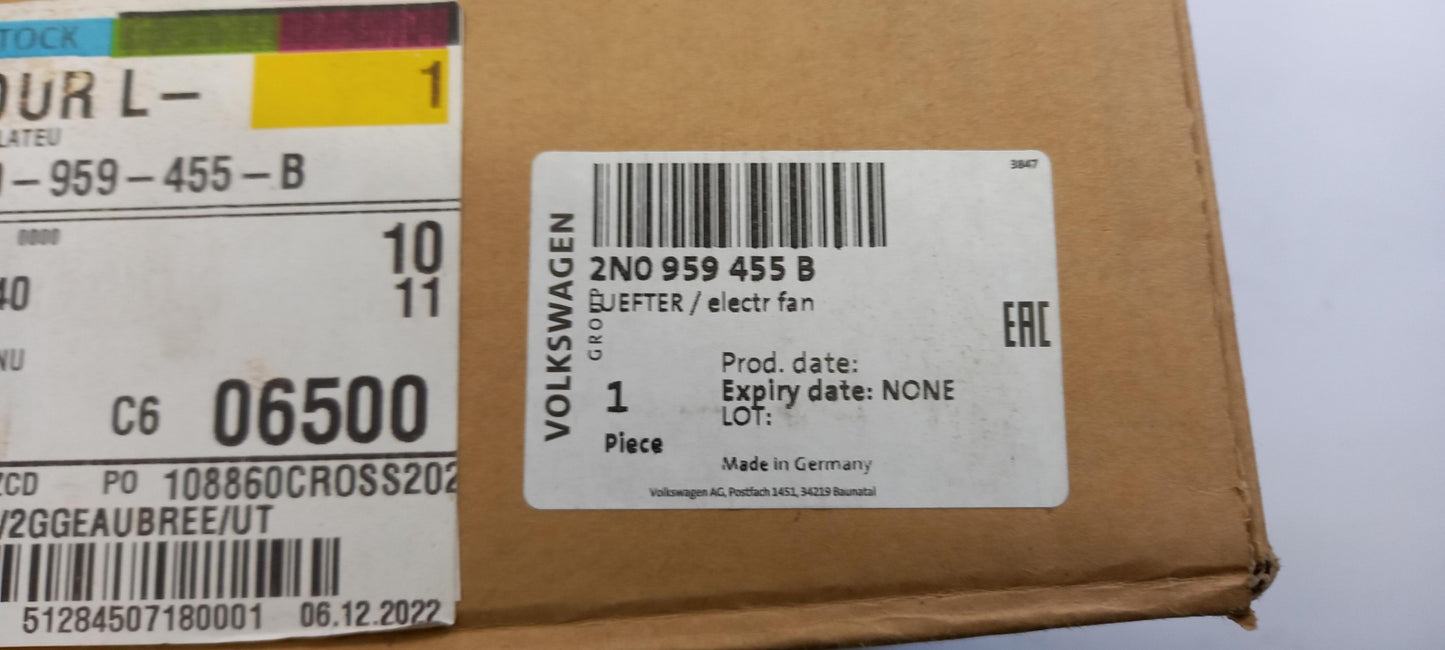 TOCK
OUR L- 1
LATEU
-959-455-B
0000 10
40 11
NU
C6 06500
ZCD PO 108860CROSS202
/2GGEAUBREE/UT
51284507180001 06.12.2022
3847
VOLKSWAGEN
GROUP
2N0 959 455 B
LUEFTER / electr fan
EAC
Prod. date:
1 Expiry date: NONE
LOT:
Piece
Made in Germany
Volkswagen AG, Postfach 1451, 34219 Baunatal